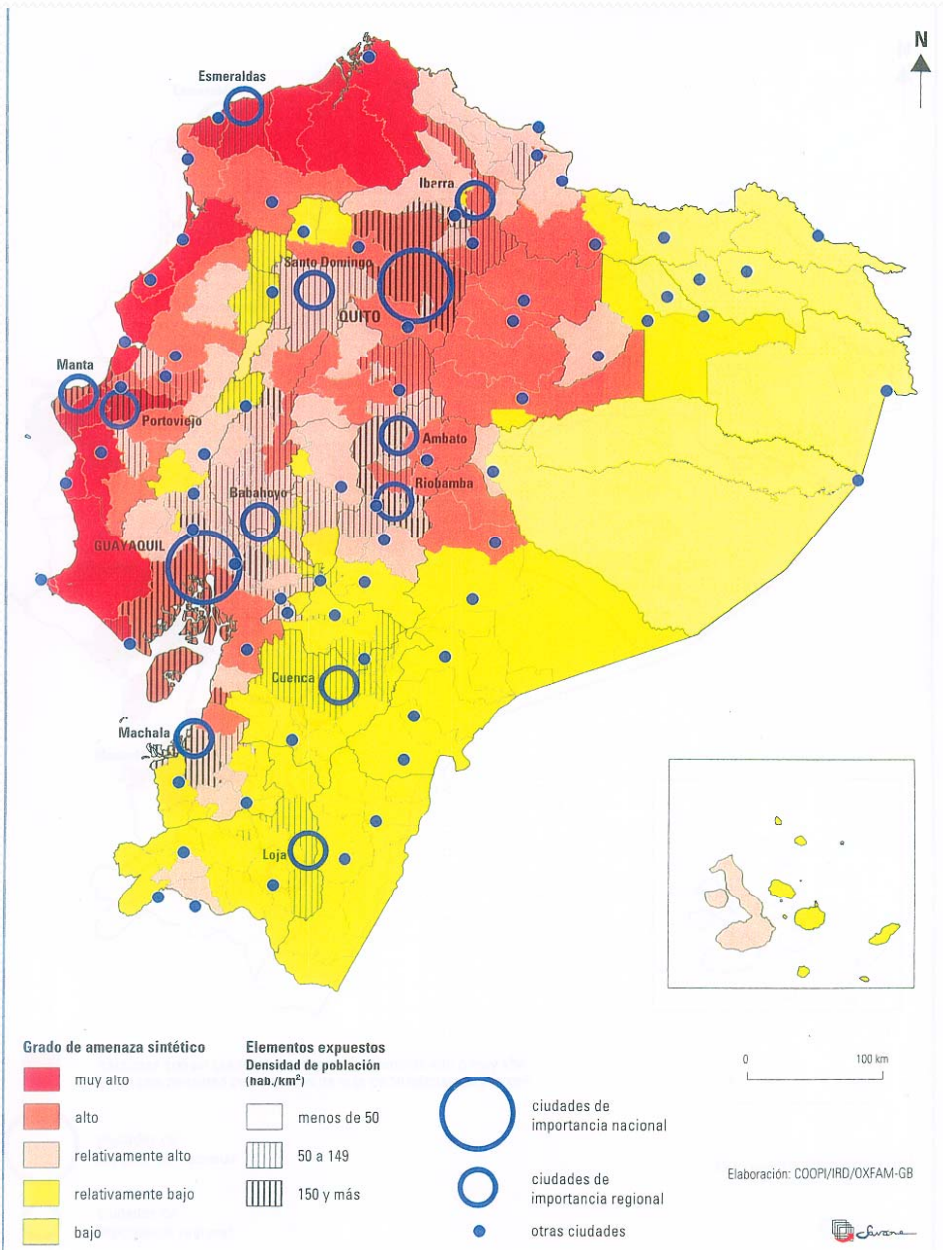 N
Esmeraldas
Ibarra
Santo Domingo
QUITO
Manta
Portoviejo
Ambato
Riobamba
Babahoyo
GUAYAQUIL
Cuenca
Machala
Loja
Grado de amenaza sintético
muy alto
alto
relativamente alto
relativamente bajo
bajo
Elementos expuestos
Densidad de población
(hab./km²)
menos de 50
50 a 149
150 y más
ciudades de
importancia nacional
ciudades de
importancia regional
otras ciudades
0 100 km
Elaboración: COOPI/IRD/OXFAM-GB
Savane